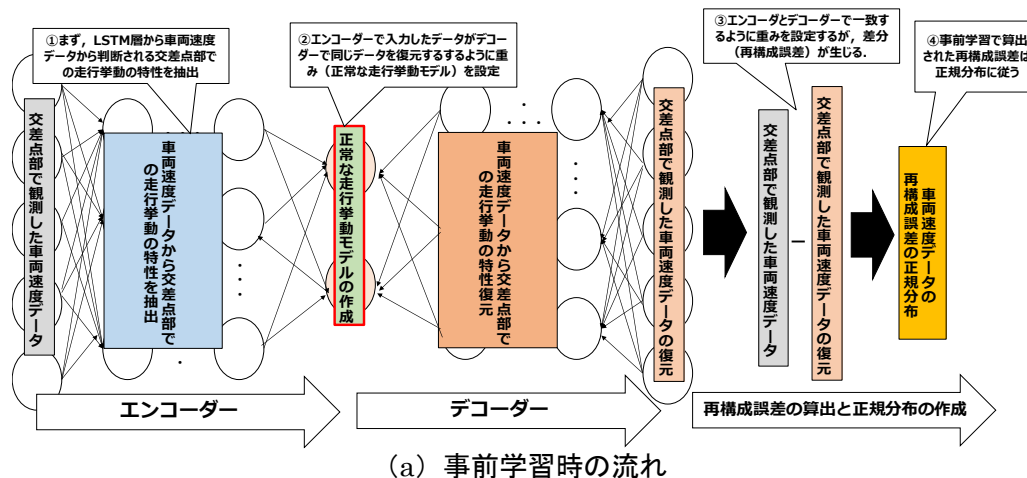 ①まず，LSTM層から車両速度
データから判断される交差点部で
の走行挙動の特性を抽出
②エンコーダで入力したデータがデコー
ダーで同じデータを復元するするように重
み（正常な走行挙動モデル）を設定
③エンコーダとデコーダーで一致す
るように重みを設定するが，差分
（再構成誤差）が生じる．
④事前学習で算出
された再構成誤差は
正規分布に従う
交差点部で観測した車両速度データ
車両速度データから交差点部で
の走行挙動の特性を抽出
正常な走行挙動モデルの作成
車両速度データから交差点部で
の走行挙動の特性復元
交差点部で観測した車両速度データの復元
交差点部で観測した車両速度データ
－
交差点部で観測した車両速度データの復元
車両速度データの
再構成誤差の正規分布
エンコーダー
デコーダー
再構成誤差の算出と正規分布の作成
(a) 事前学習時の流れ